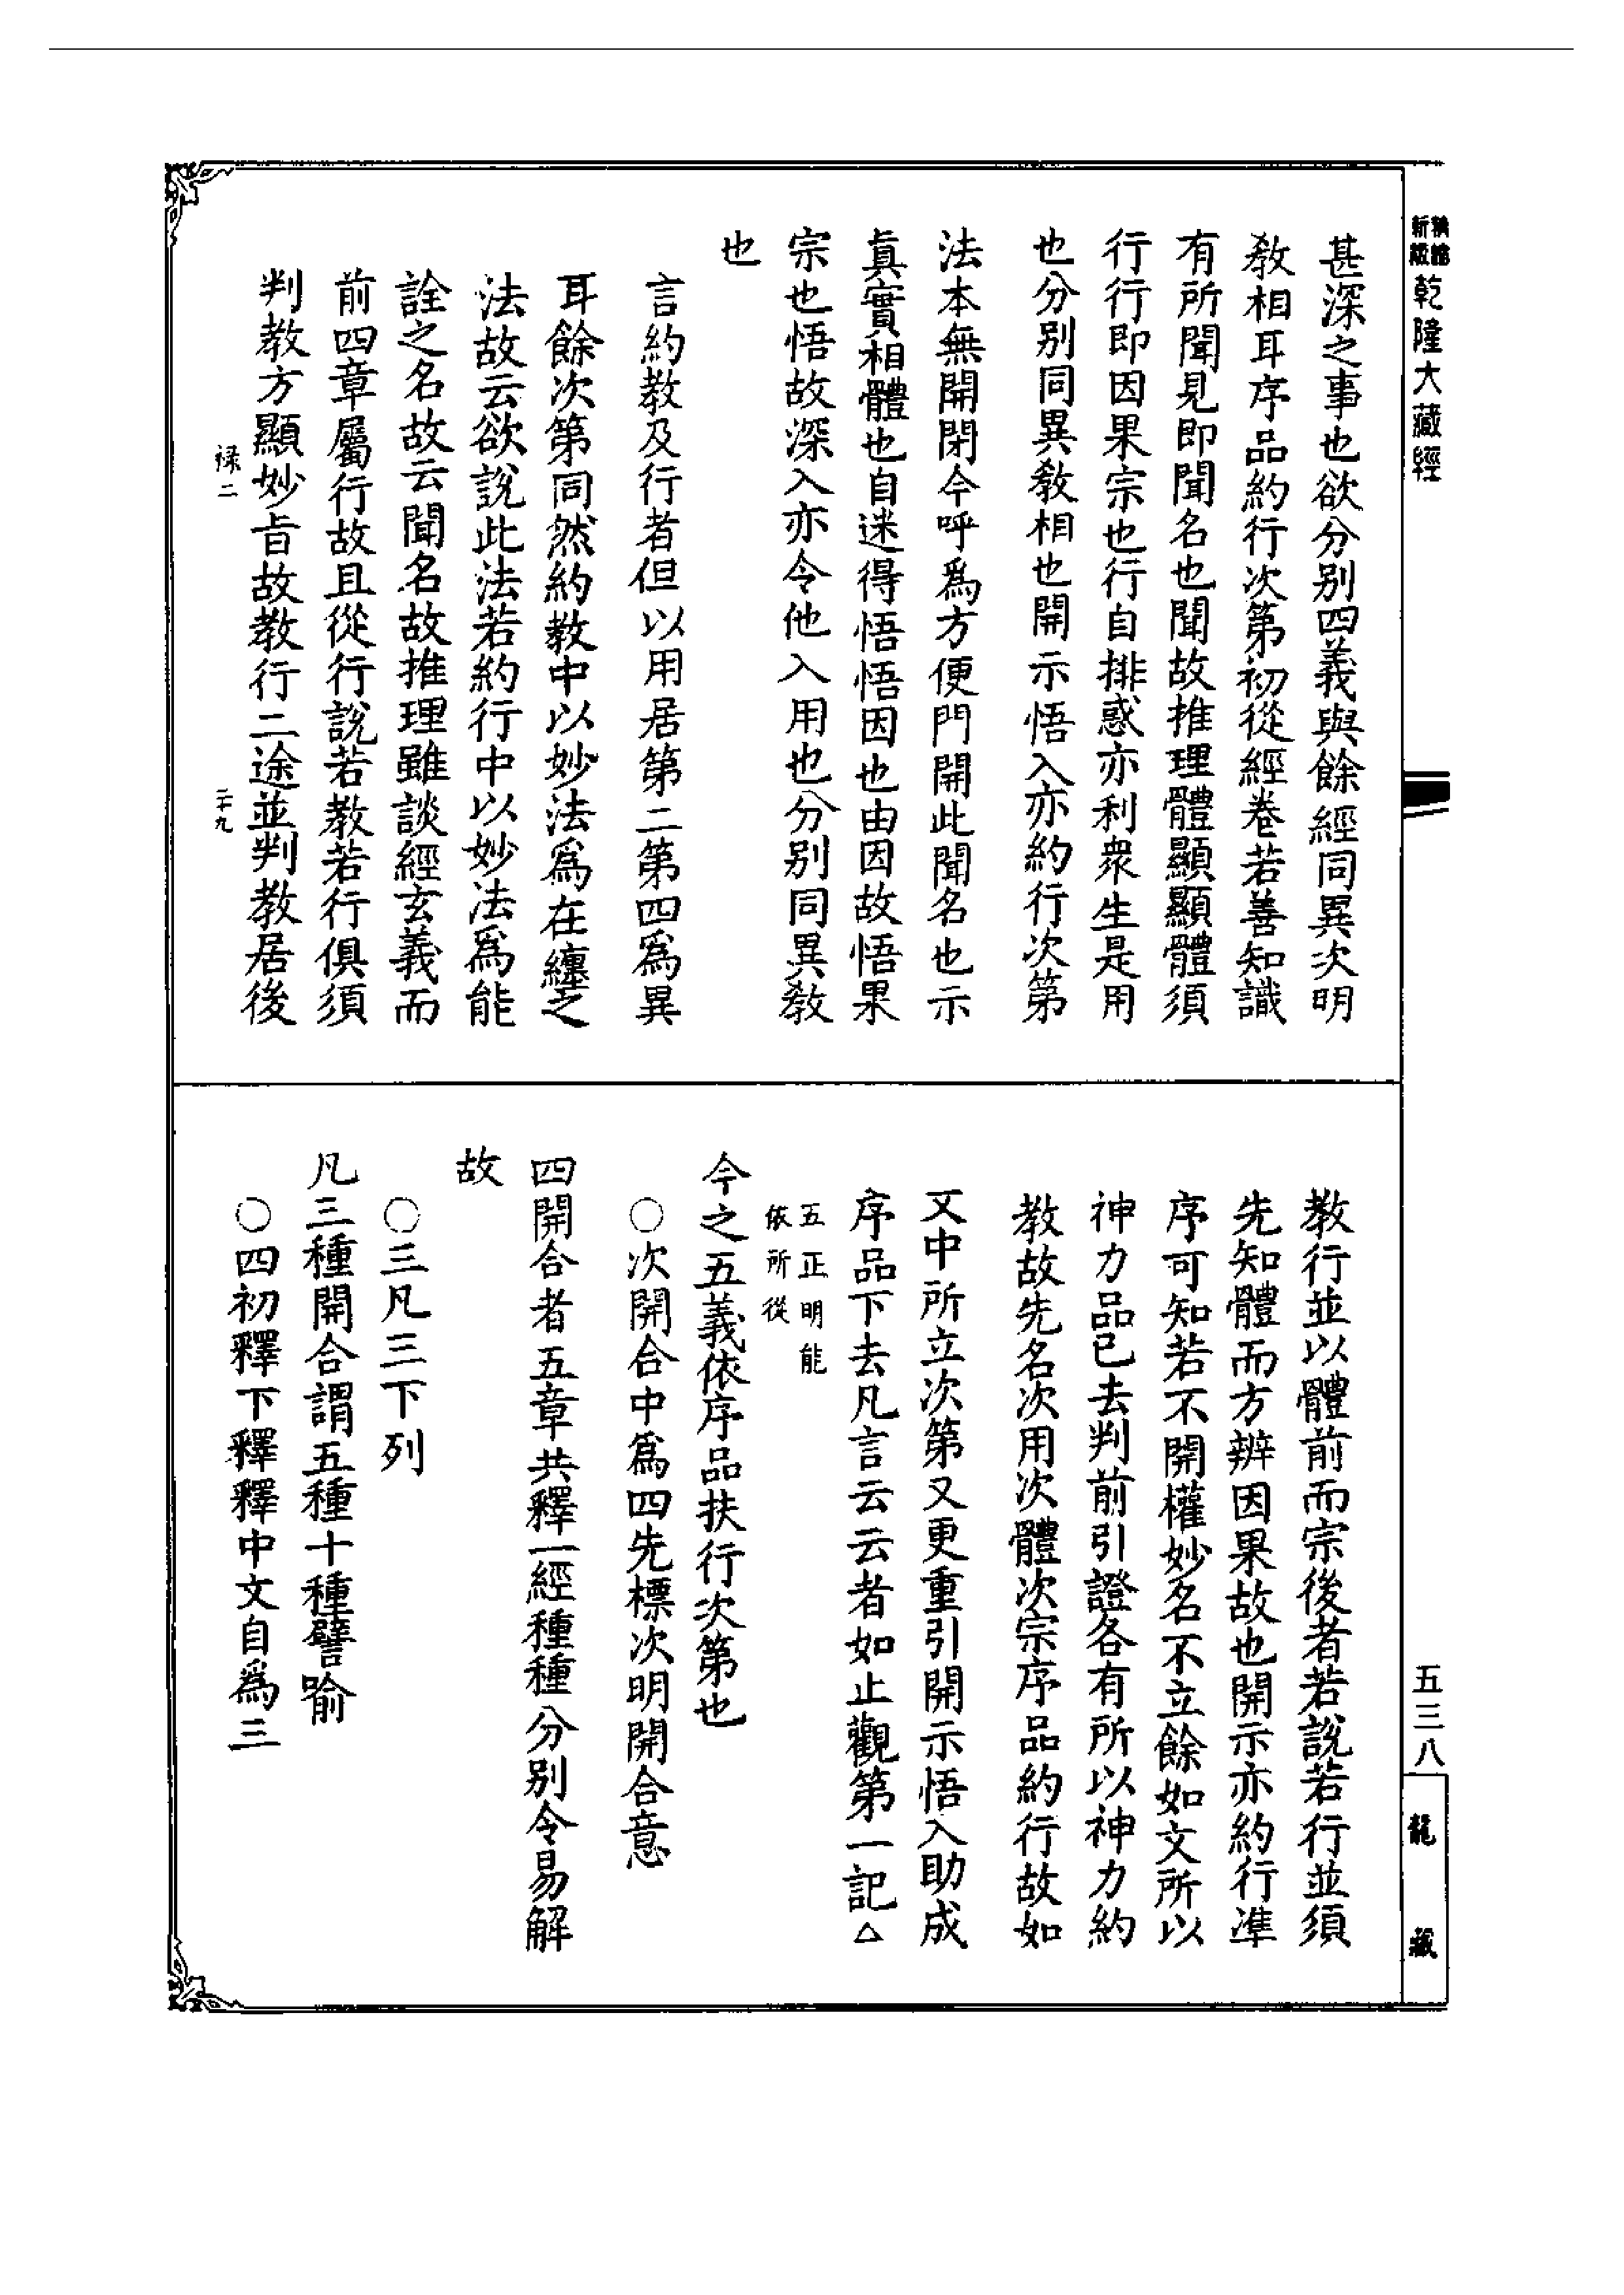 乾隆大藏經
甚深之事也欲分别四義與餘經同異次明
敎相耳序品約行次第初從經卷若善知識
有所聞見即聞名也聞故推理體顯顯體須
行行即因果宗也行自排惑亦利衆生是用
也分别同異敎相也開示悟入亦約行次第
法本無開閉今呼爲方便門開此聞名也示
眞實相體也自迷得悟悟因也由因故悟果
宗也悟故深入亦令他入用也分别同異敎
也
言約教及行者但以用居第二第四爲異
耳餘次第同然約教中以妙法爲在纏之
法故云欲說此法若約行中以妙法爲能
詮之名故云聞名故推理雖談經玄義而
前四章屬行故且從行說若教若行俱須
判教方顯妙旨故教行二途並判教居後
祿二
二十九
教行並以體前而宗後者若說若行並須
先知體而方辨因果故也開示亦約行準
序可知若不開權妙名不立餘如文所以
神力品已去判前引證各有所以神力約
教故先名次用次體次宗序品約行故如
文中所立次第又更重引開示悟入助成
序品下去凡言云云者如止觀第一記△
五正明能
依所從
今之五義依序品扶行次第也
○次開合中爲四先標次明開合意
四開合者五章共釋一經種種分别令易解
故
○三凡三下列
凡三種開合謂五種十種譬喻
○四初釋下釋釋中文自爲三
五三八
龍藏